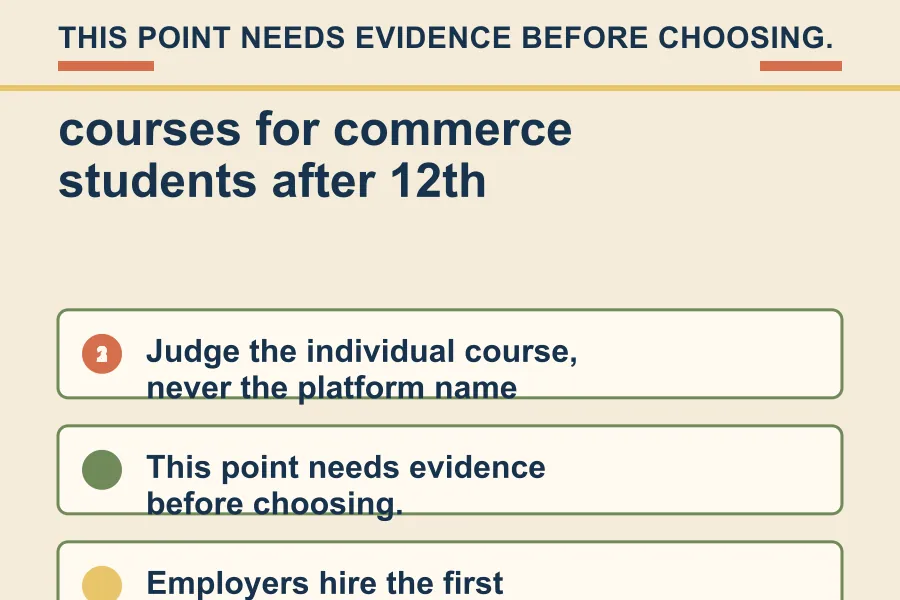 THIS POINT NEEDS EVIDENCE BEFORE CHOOSING.
courses for commerce
students after 12th
Judge the individual course,
never the platform name
This point needs evidence
before choosing.
Employers hire the first